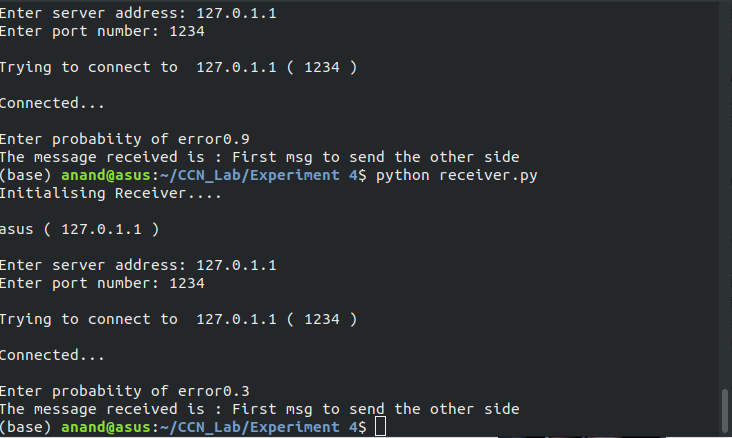 Enter server address: 127.0.1.1
Enter port number: 1234
Trying to connect to  127.0.1.1 ( 1234 )
Connected...
Enter probabiity of error0.9
The message received is : First msg to send the other side
(base) anand@asus:~/CCN_Lab/Experiment 4$ python receiver.py
Initialising Receiver....
asus ( 127.0.1.1 )
Enter server address: 127.0.1.1
Enter port number: 1234
Trying to connect to  127.0.1.1 ( 1234 )
Connected...
Enter probabiity of error0.3
The message received is : First msg to send the other side
(base) anand@asus:~/CCN_Lab/Experiment 4$